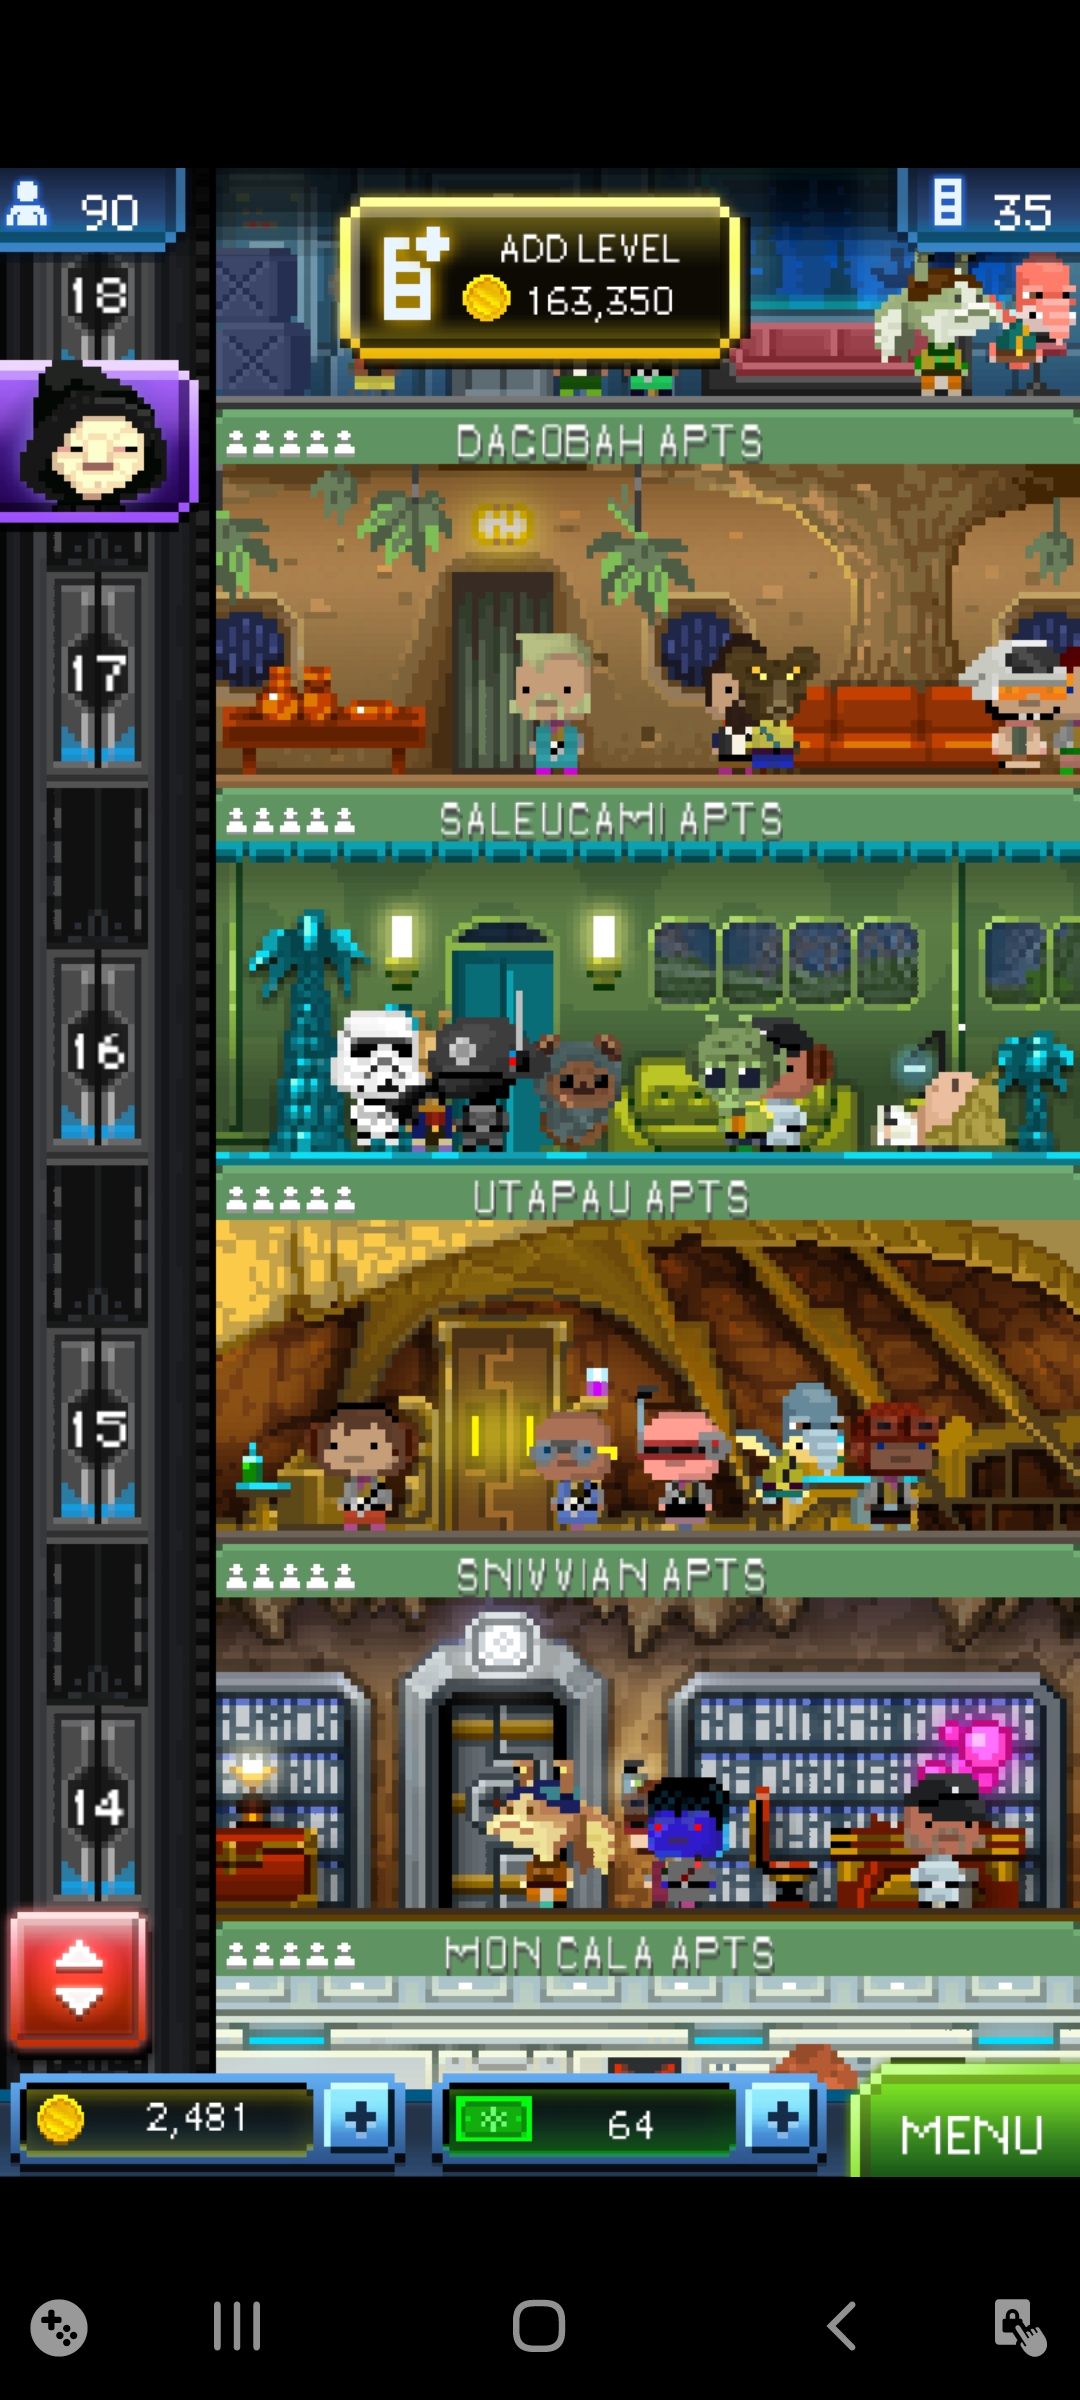 90
ADD LEVEL
163,350
35
18
DAGOBAH APTS
17
SALEUCAMI APTS
16
UTAPAU APTS
15
SNIVVIAN APTS
14
MON CALA APTS
2,481
64
MENU